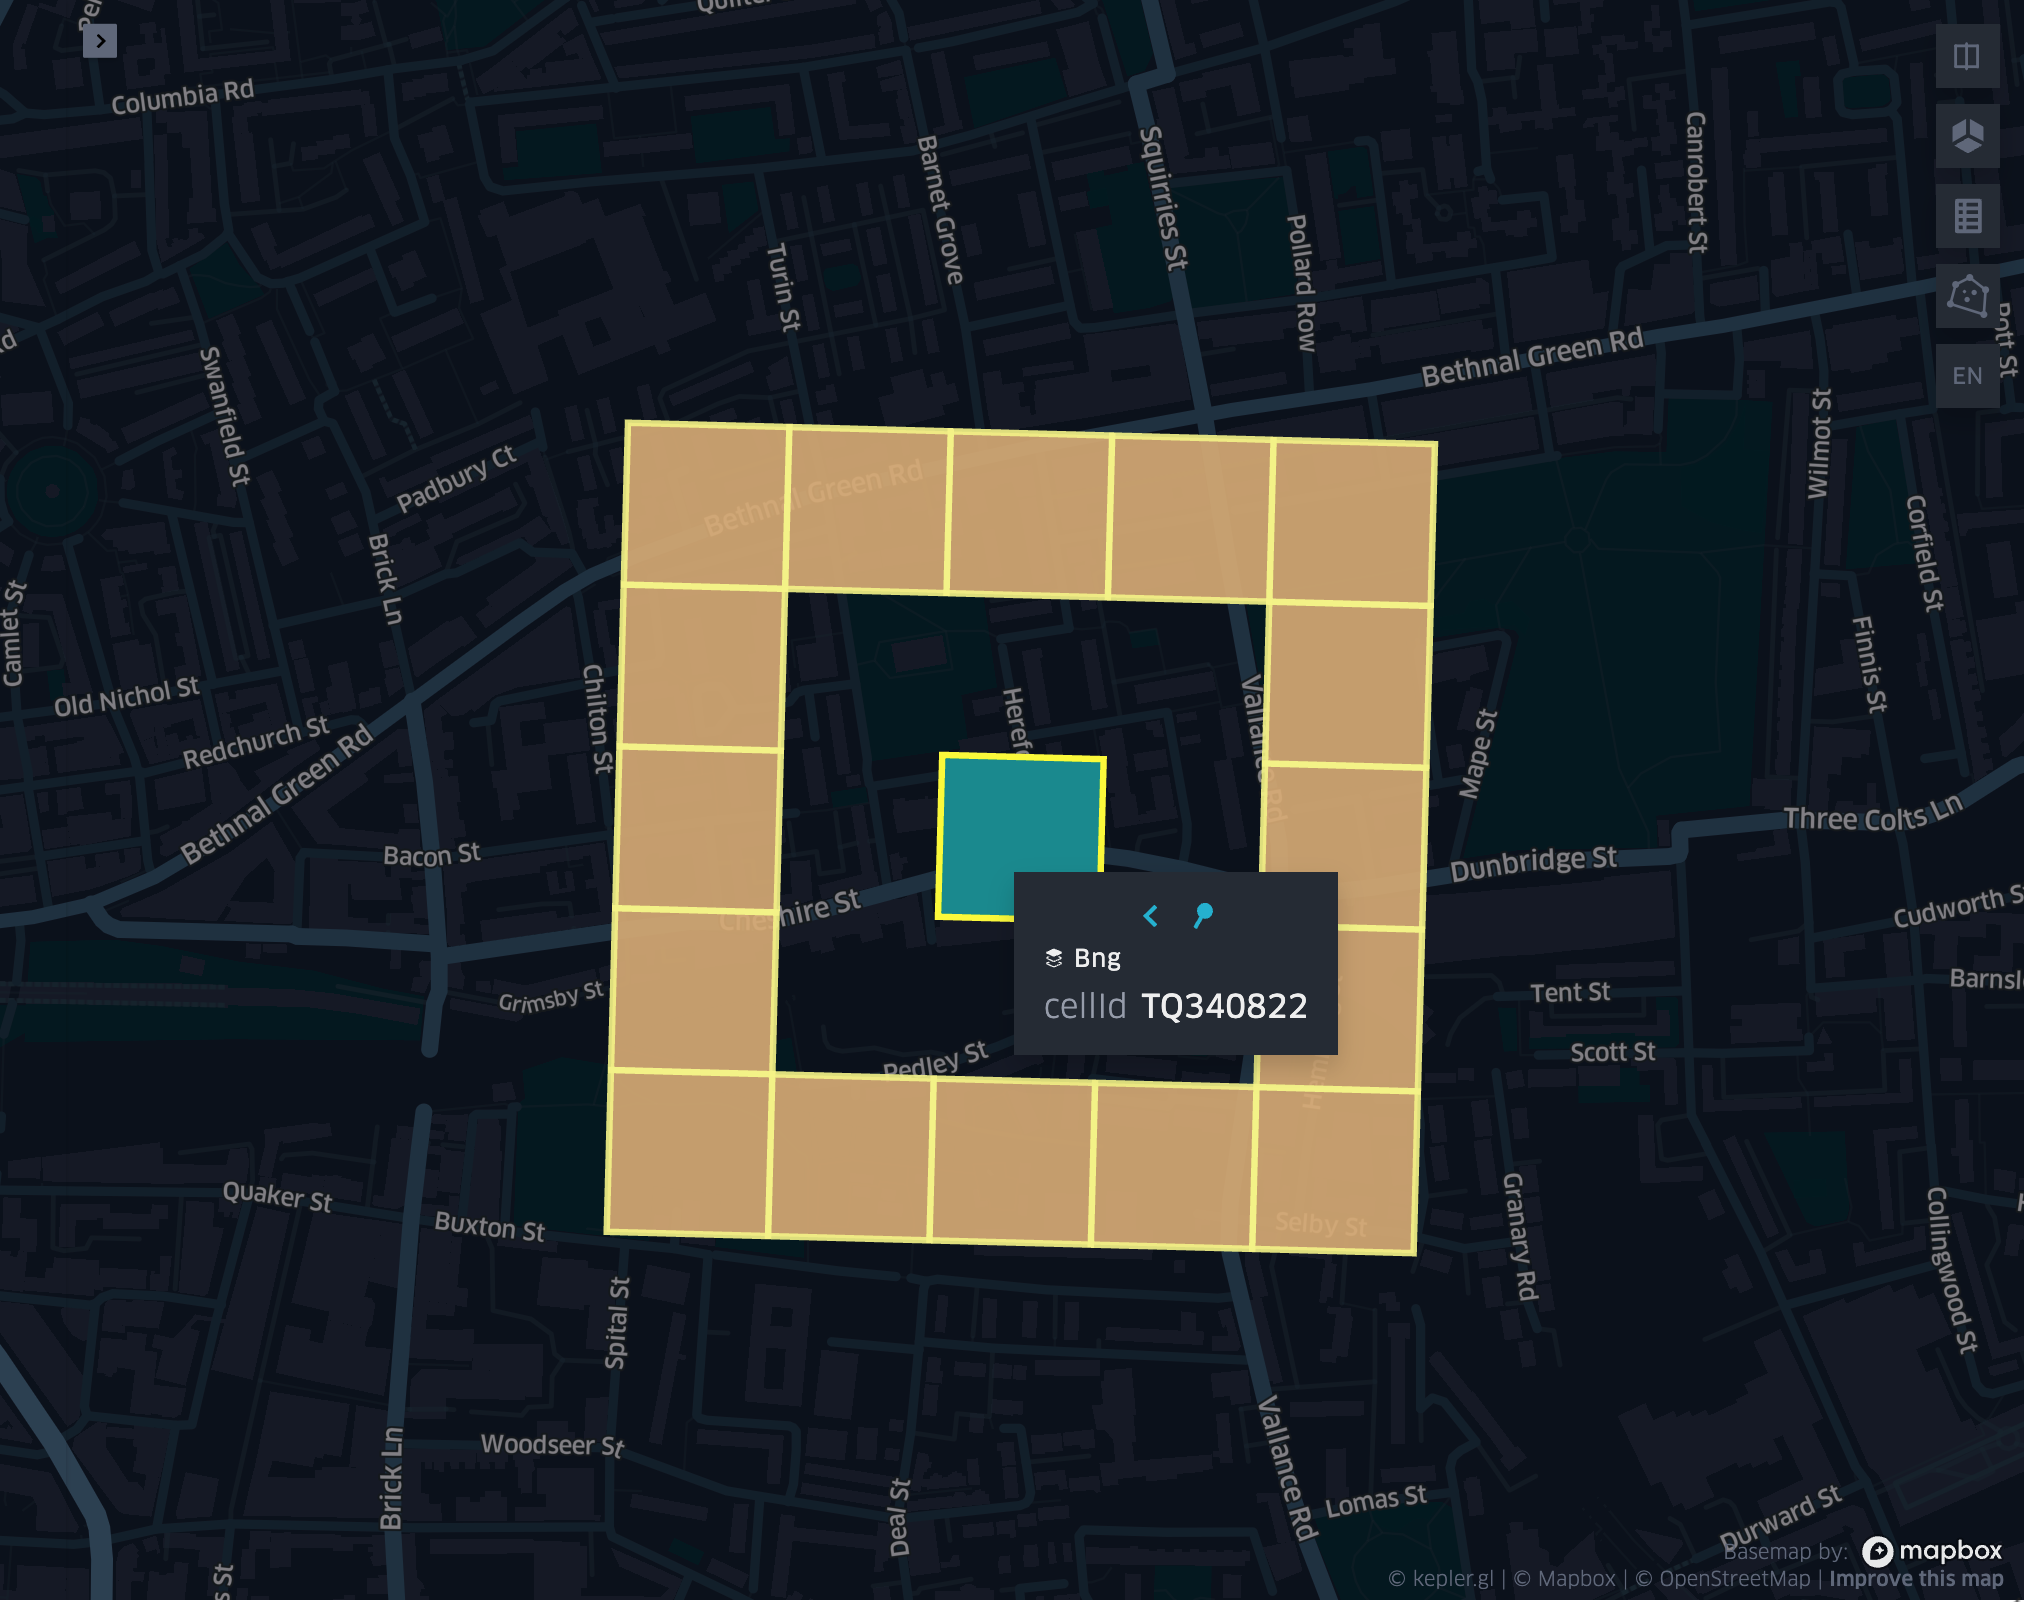 Columbia Rd
Barnet Grove
Squirries St
Canrobert St
Turin St
Pollard Row
EN
Bethnal Green Rd
Pott St
Swanfield St
Padbury Ct
Wilmot St
Bethnal Green Rd
Brick Ln
Corfield St
Camlet St
Finnis St
Old Nichol St
Chilton St
Redchurch St
Mape St
Bethnal Green Rd
Three Colts Ln
Bacon St
Dunbridge St
Cheshire St
Cudworth S
Bng
cellId TQ340822
Grimsby St
Tent St
Barnsl
Pedley St
Scott St
Quaker St
Buxton St
Selby St
Granary Rd
Collingwood St
Spital St
Brick Ln
Woodseer St
Deal St
Vallance Rd
Lomas St
Durward St
Basemap by: mapbox
© kepler.gl | © Mapbox | © OpenStreetMap | Improve this map